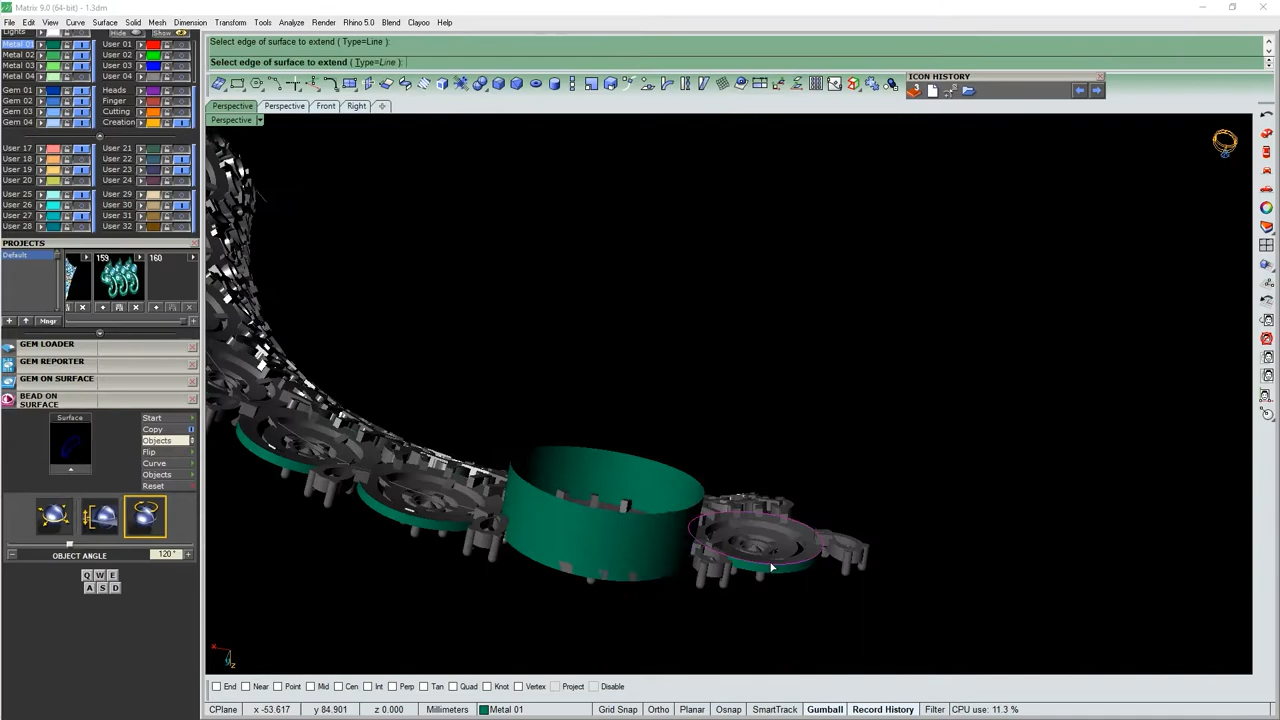 Matrix 9.0 (64-bit) - 1.3dm
File Edit View Curve Surface Solid Mesh Dimension Transform Tools Analyze Render Rhino 5.0 Blend Clayoo Help
Lights Hide Show
Metal 01 User 01
Metal 02 User 02
Metal 03 User 03
Metal 04 User 04
Gem 01 Heads
Gem 02 Finger
Gem 03 Cutting
Gem 04 Creation
User 17 User 21
User 18 User 22
User 19 User 23
User 20 User 24
User 25 User 29
User 26 User 30
User 27 User 31
User 28 User 32
PROJECTS
Default
159 160
Mngr
GEM LOADER
GEM REPORTER
GEM ON SURFACE
BEAD ON
SURFACE
Surface
Start
Copy
Objects
Flip
Curve
Objects
Reset
OBJECT ANGLE 120°
Q W E
A S D
Select edge of surface to extend ( Type=Line ):
Select edge of surface to extend ( Type=Line ):
ICON HISTORY
Perspective Perspective Front Right
Perspective
x
z
End Near Point Mid Cen Int Perp Tan Quad Knot Vertex Project Disable
CPlane x -53.617 y 84.901 z 0.000 Millimeters Metal 01 Grid Snap Ortho Planar Osnap SmartTrack Gumball Record History Filter CPU use: 11.3 %